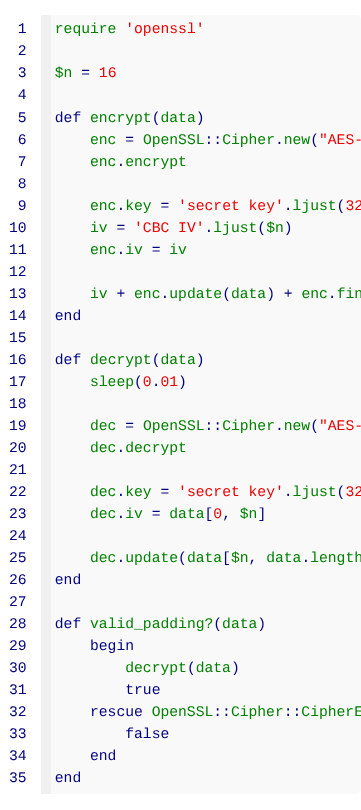 1 require 'openssl'
2
3 $n = 16
4
5 def encrypt(data)
6     enc = OpenSSL::Cipher.new("AES-
7     enc.encrypt
8
9     enc.key = 'secret key'.ljust(32
10     iv = 'CBC IV'.ljust($n)
11     enc.iv = iv
12
13     iv + enc.update(data) + enc.fin
14 end
15
16 def decrypt(data)
17     sleep(0.01)
18
19     dec = OpenSSL::Cipher.new("AES-
20     dec.decrypt
21
22     dec.key = 'secret key'.ljust(32
23     dec.iv = data[0, $n]
24
25     dec.update(data[$n, data.length
26 end
27
28 def valid_padding?(data)
29     begin
30         decrypt(data)
31         true
32     rescue OpenSSL::Cipher::CipherE
33         false
34     end
35 end